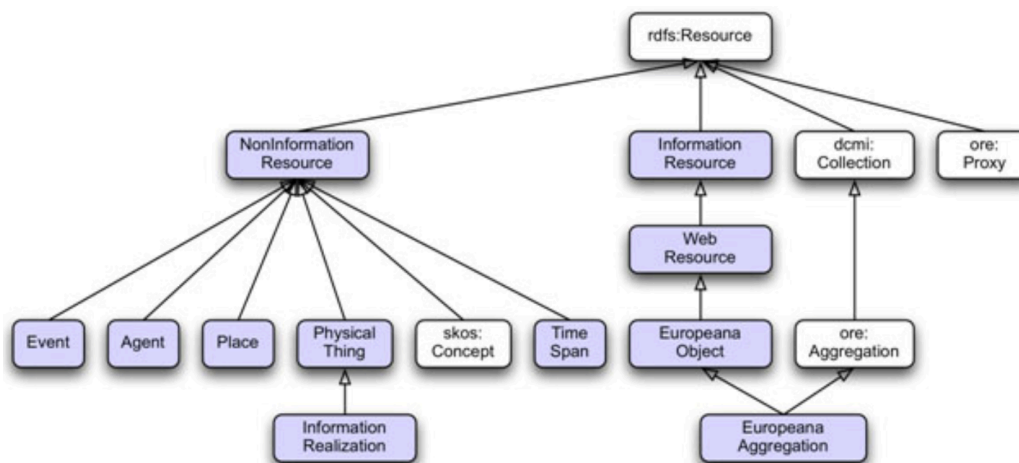 rdfs:Resource
NonInformation
Resource
Information
Resource
dcmi:
Collection
ore:
Proxy
Web
Resource
Event
Agent
Place
Physical
Thing
skos:
Concept
Time
Span
Europeana
Object
ore:
Aggregation
Information
Realization
Europeana
Aggregation